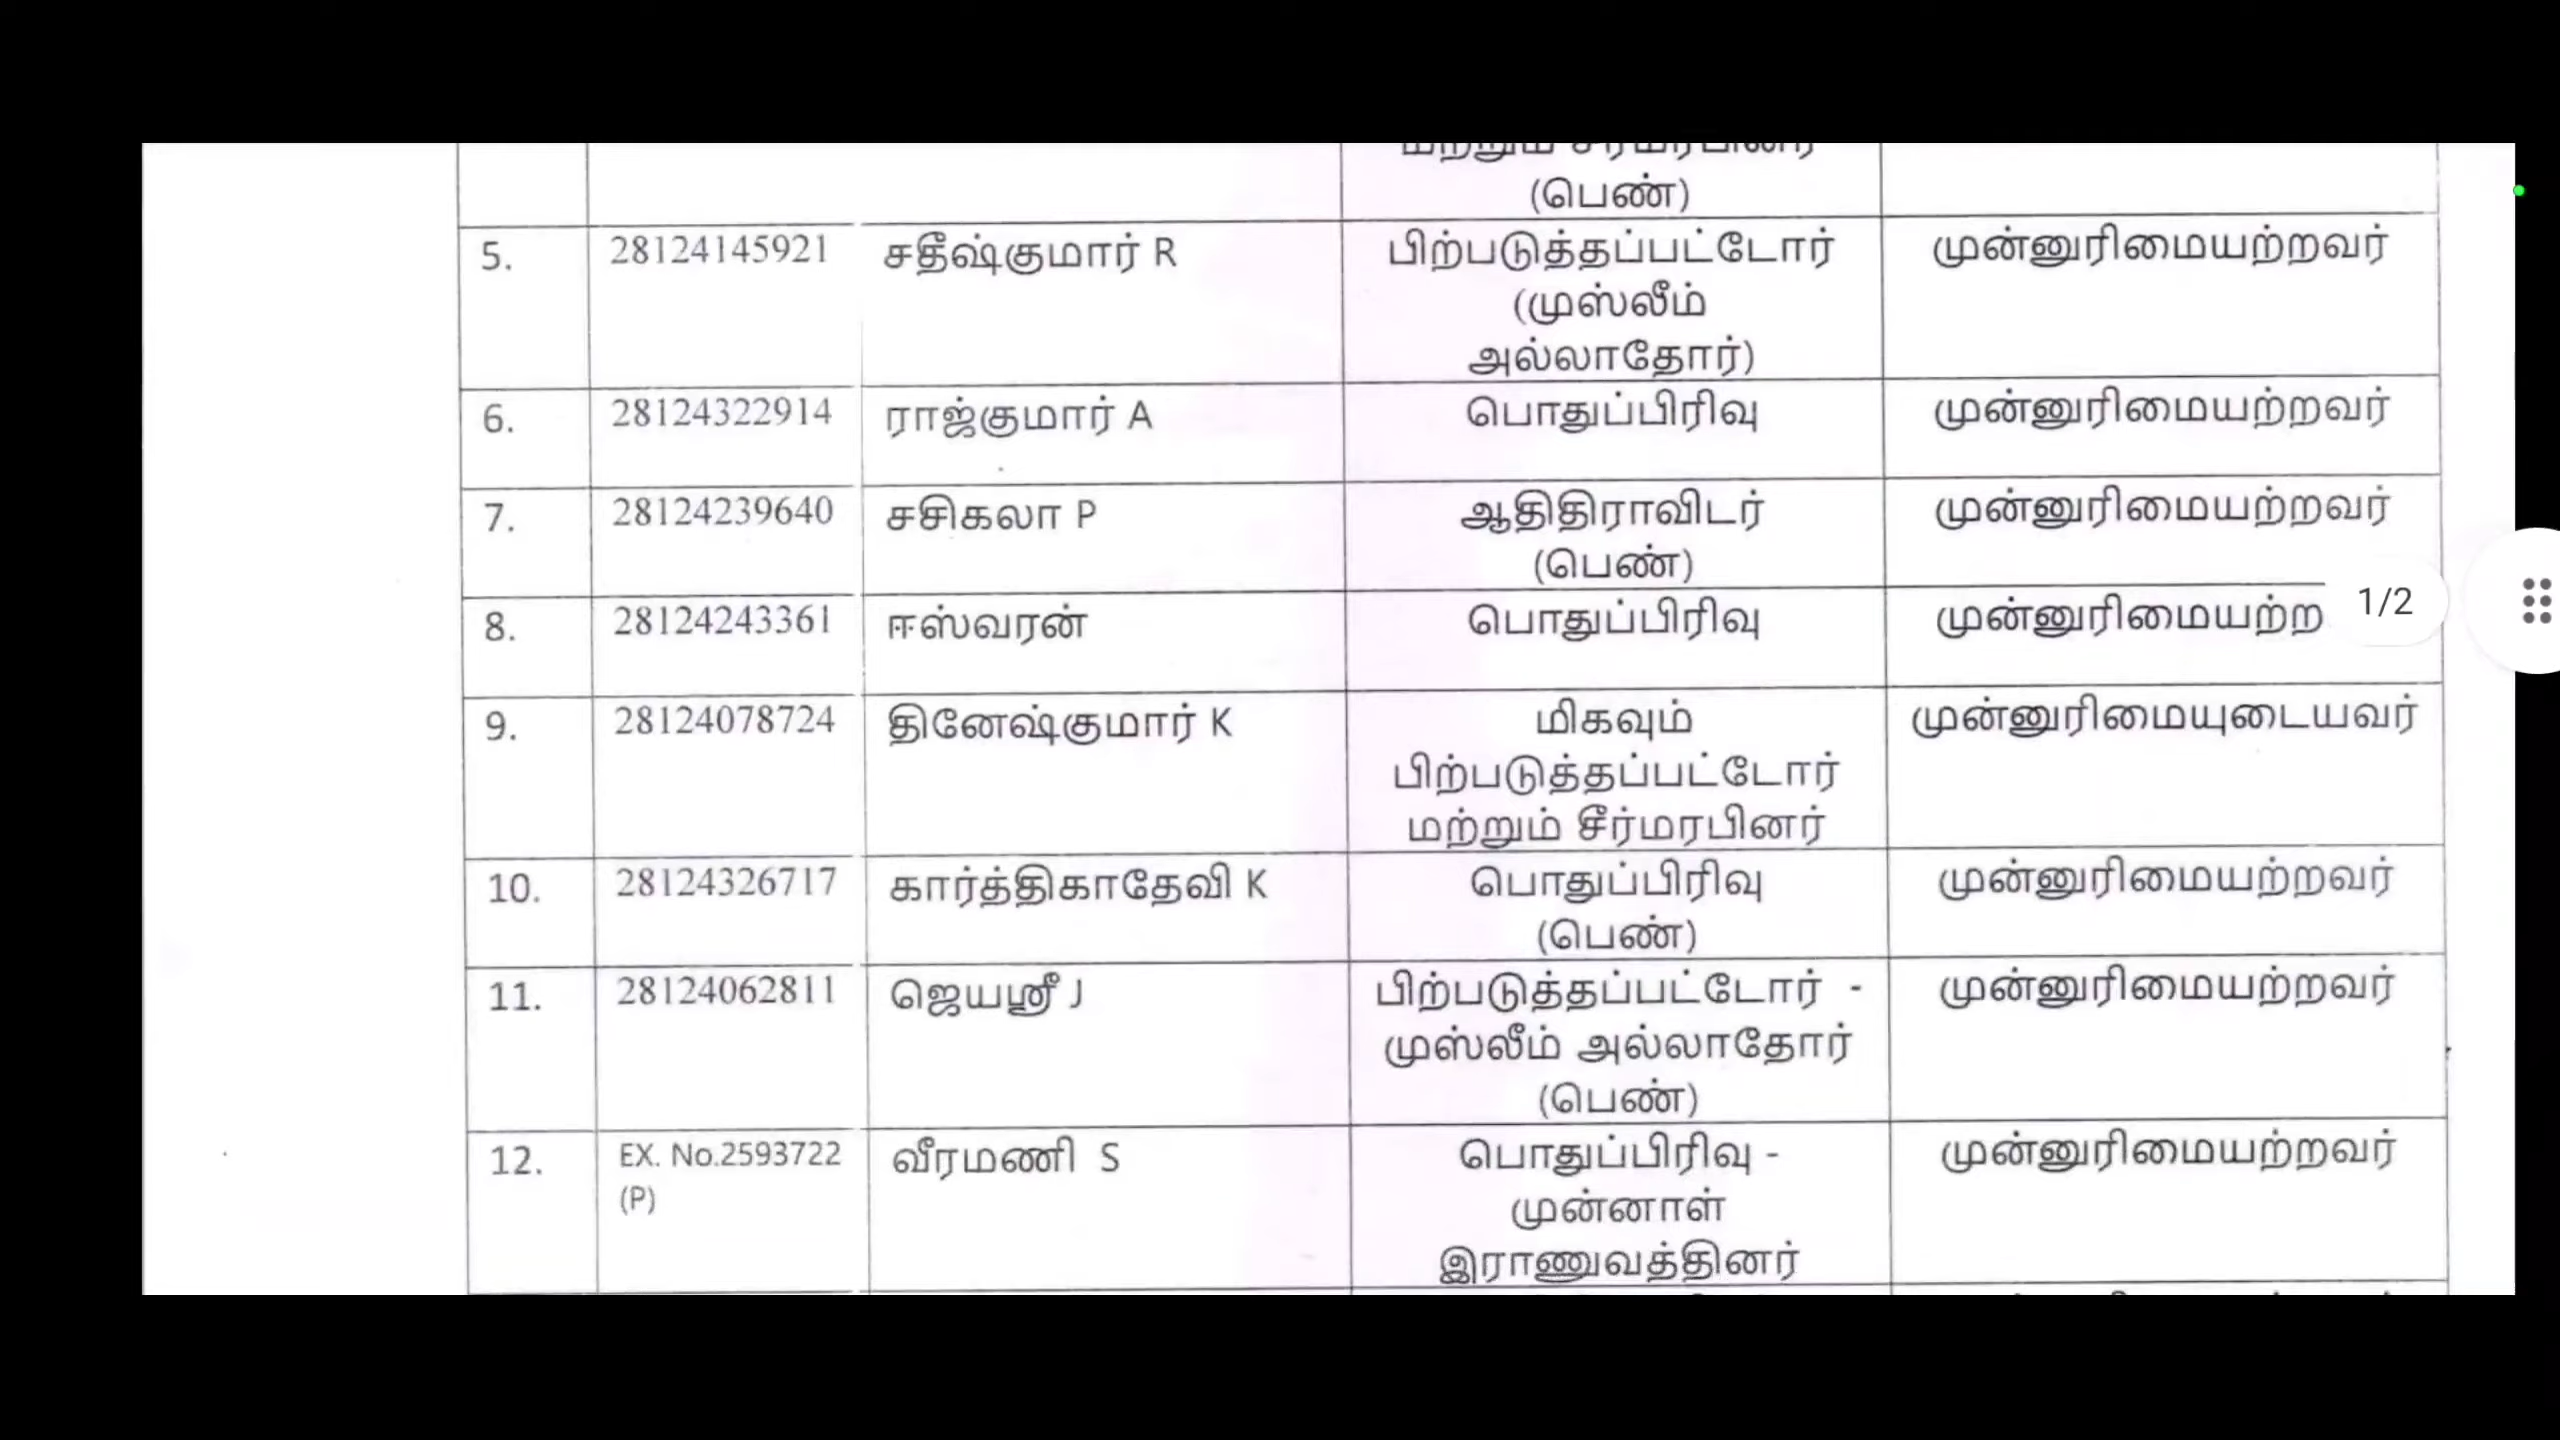 மற்றும் சீர்மரபினர்
(பெண்)
5. 28124145921 சதீஷ்குமார் R பிற்படுத்தப்பட்டோர் முன்னுரிமையற்றவர்
(முஸ்லீம்
அல்லாதோர்)
6. 28124322914 ராஜ்குமார் A பொதுப்பிரிவு முன்னுரிமையற்றவர்
7. 28124239640 சசிகலா P ஆதிதிராவிடர் முன்னுரிமையற்றவர்
(பெண்)
8. 28124243361 ஈஸ்வரன் பொதுப்பிரிவு முன்னுரிமையற்ற 1/2
9. 28124078724 தினேஷ்குமார் K மிகவும் முன்னுரிமையுடையவர்
பிற்படுத்தப்பட்டோர்
மற்றும் சீர்மரபினர்
10. 28124326717 கார்த்திகாதேவி K பொதுப்பிரிவு முன்னுரிமையற்றவர்
(பெண்)
11. 28124062811 ஜெயஸ்ரீ J பிற்படுத்தப்பட்டோர் - முன்னுரிமையற்றவர்
முஸ்லீம் அல்லாதோர்
(பெண்)
12. EX. No.2593722 வீரமணி S பொதுப்பிரிவு - முன்னுரிமையற்றவர்
(P) முன்னாள்
இராணுவத்தினர்